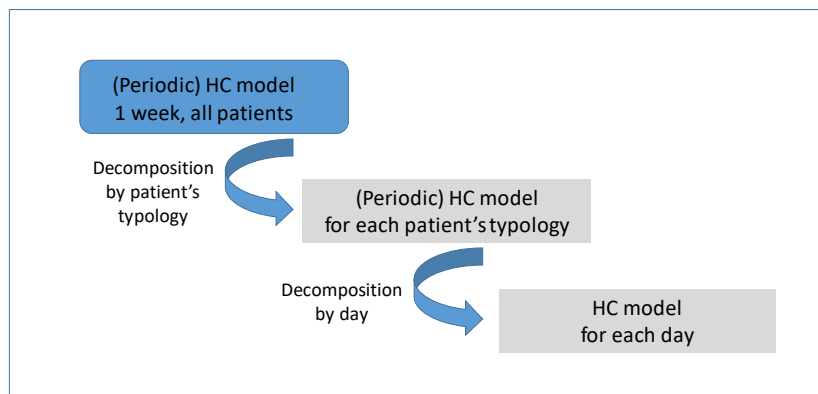 (Periodic) HC model
1 week, all patients
Decomposition
by patient's
typology
(Periodic) HC model
for each patient's typology
Decomposition
by day
HC model
for each day